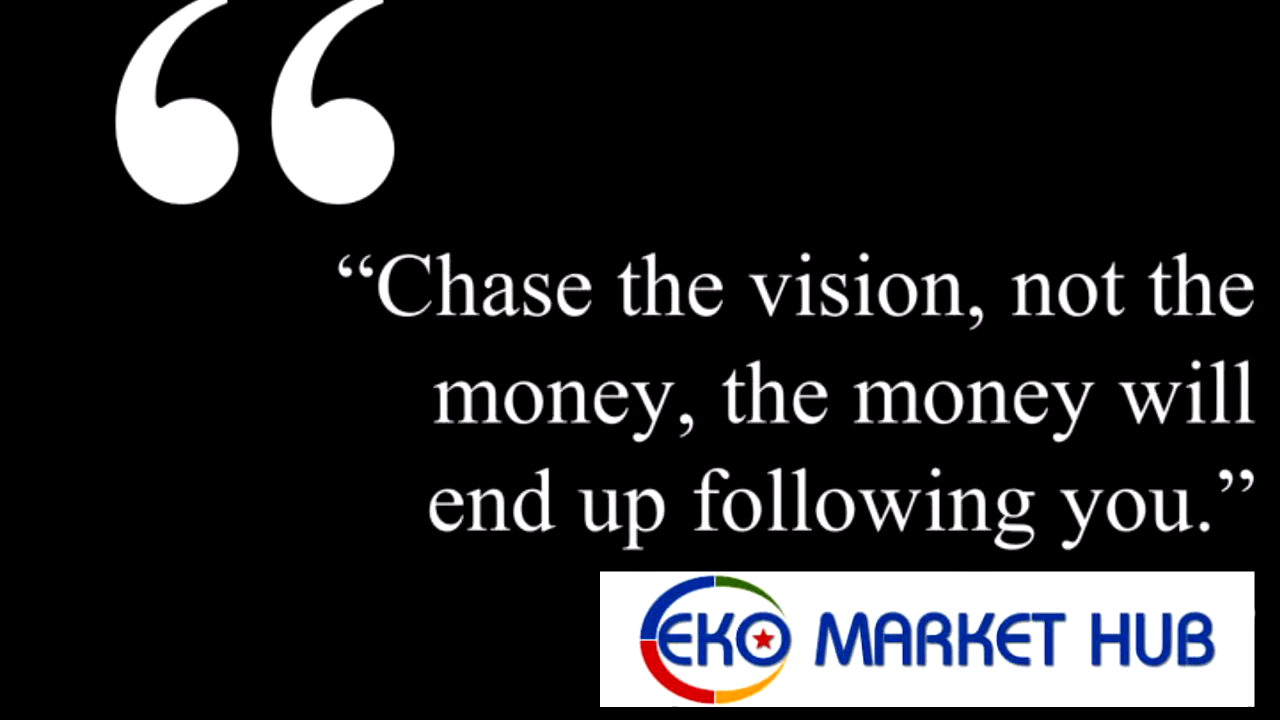 “
“Chase the vision, not the
money, the money will
end up following you.”
EKO MARKET HUB